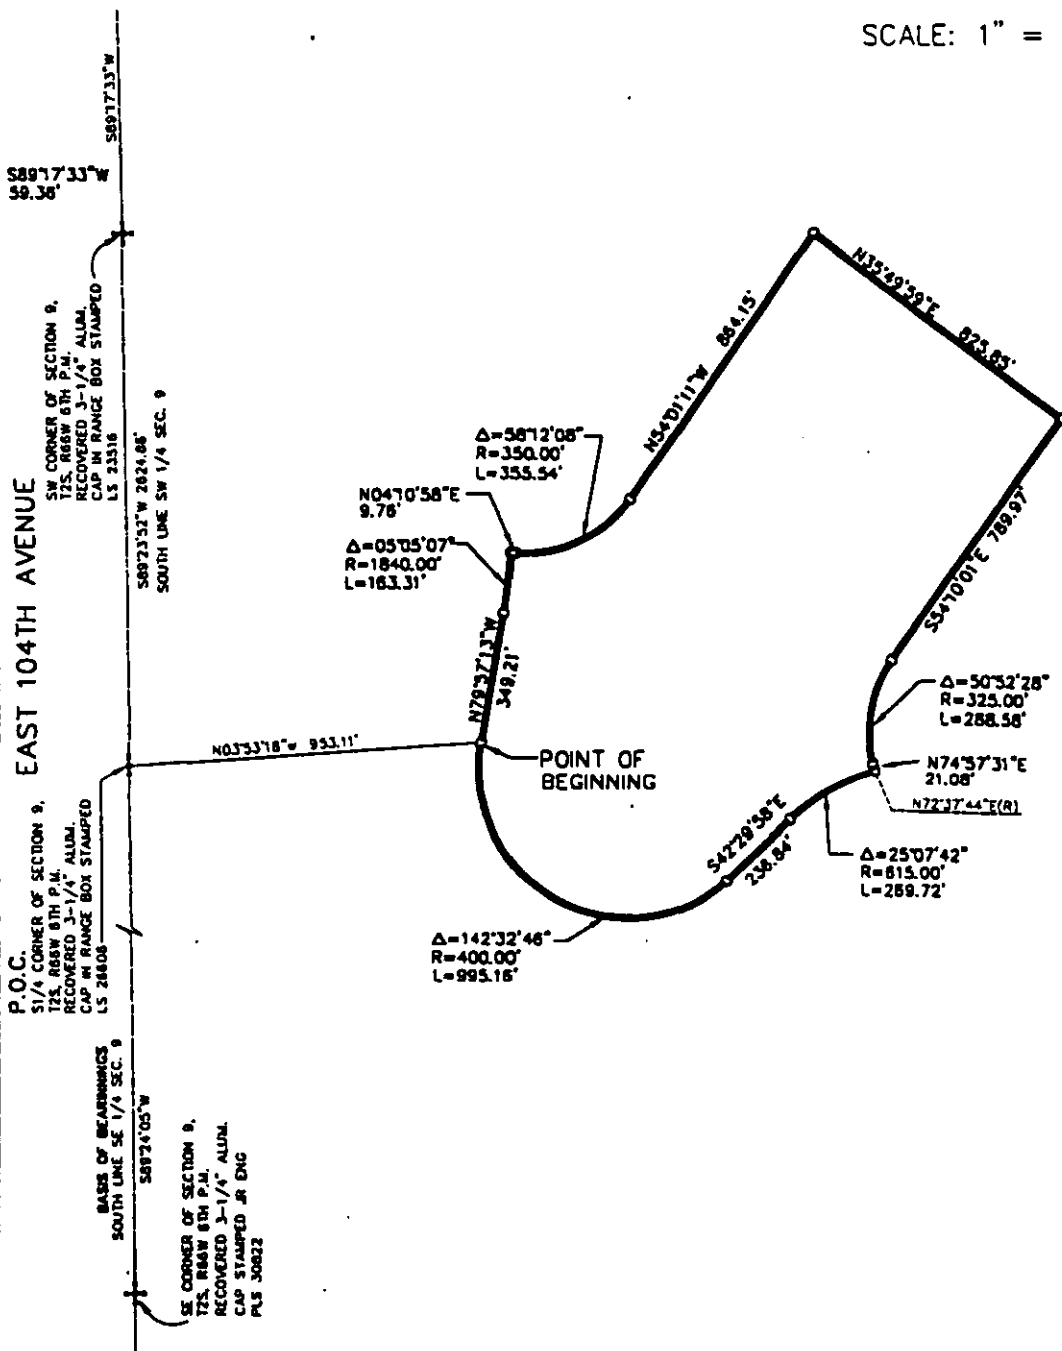 SCALE: 1" =
S89°17'33"W
S89°17'33"W
59.36'
SW CORNER OF SECTION 9,
T2S, R66W 6TH P.M.
RECOVERED 3-1/4" ALUM.
CAP IN RANGE BOX STAMPED
LS 23516
S89°23'52"W 2624.86'
SOUTH LINE SW 1/4 SEC. 9
EAST 104TH AVENUE
N35°49'59"E 825.85'
N54°01'11"W 864.15'
Δ=58°12'08"
R=350.00'
L=355.54'
N04°10'58"E
9.76'
Δ=05°05'07"
R=1840.00'
L=163.31'
N79°57'13"W
349.21'
S54°10'01"E 789.97'
Δ=50°52'28"
R=325.00'
L=288.58'
N03°53'18"W 953.11'
POINT OF
BEGINNING
N74°57'31"E
21.08'
N72°37'44"E(R)
S42°29'58"E
238.84'
Δ=25°07'42"
R=615.00'
L=269.72'
Δ=142°32'46"
R=400.00'
L=995.16'
P.O.C.
S1/4 CORNER OF SECTION 9,
T2S, R66W 6TH P.M.
RECOVERED 3-1/4" ALUM.
CAP IN RANGE BOX STAMPED
LS 26606
BASIS OF BEARINGS
SOUTH LINE SE 1/4 SEC. 9
S89°24'05"W
SE CORNER OF SECTION 9,
T2S, R66W 6TH P.M.
RECOVERED 3-1/4" ALUM.
CAP STAMPED JR ENG
PLS 30822